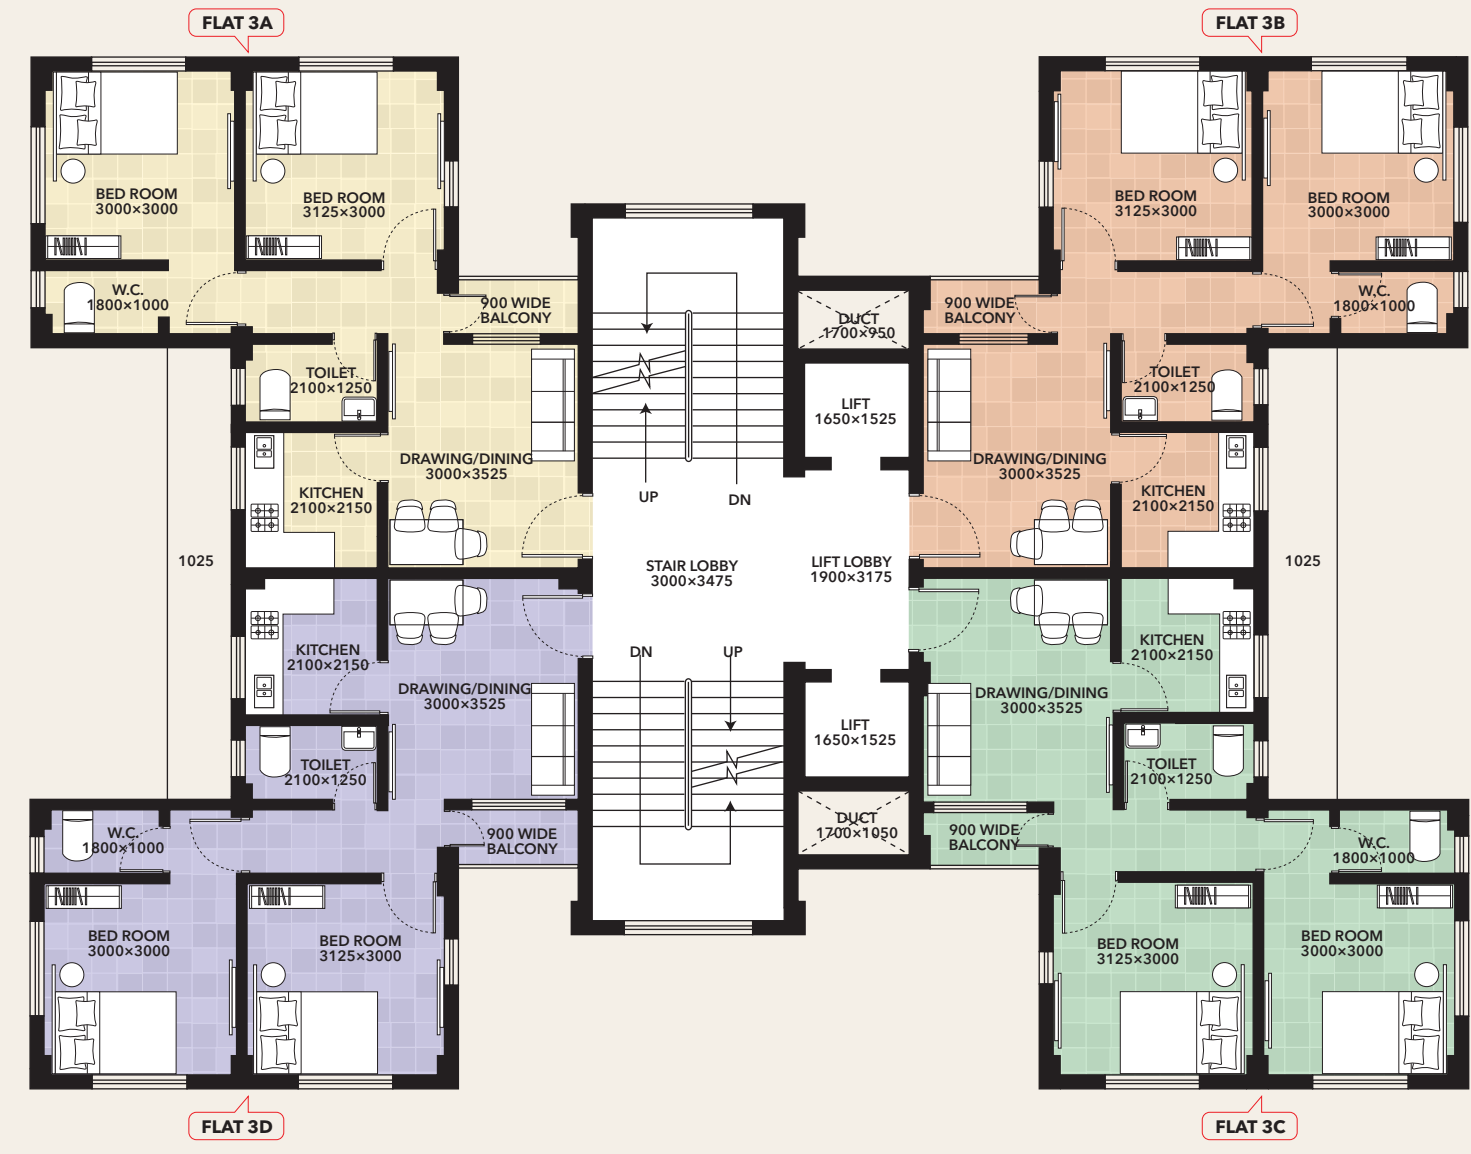 FLAT 3A
FLAT 3B
BED ROOM
3000×3000
BED ROOM
3125×3000
BED ROOM
3125×3000
BED ROOM
3000×3000
W.C.
1800×1000
900 WIDE
BALCONY
DUCT
1700×950
900 WIDE
BALCONY
W.C.
1800×1000
TOILET
2100×1250
LIFT
1650×1525
TOILET
2100×1250
DRAWING/DINING
3000×3525
DRAWING/DINING
3000×3525
KITCHEN
2100×2150
UP
DN
KITCHEN
2100×2150
1025
STAIR LOBBY
3000×3475
LIFT LOBBY
1900×3175
1025
KITCHEN
2100×2150
DN
UP
KITCHEN
2100×2150
DRAWING/DINING
3000×3525
DRAWING/DINING
3000×3525
LIFT
1650×1525
TOILET
2100×1250
TOILET
2100×1250
W.C.
1800×1000
900 WIDE
BALCONY
DUCT
1700×1050
900 WIDE
BALCONY
W.C.
1800×1000
BED ROOM
3000×3000
BED ROOM
3125×3000
BED ROOM
3125×3000
BED ROOM
3000×3000
FLAT 3D
FLAT 3C